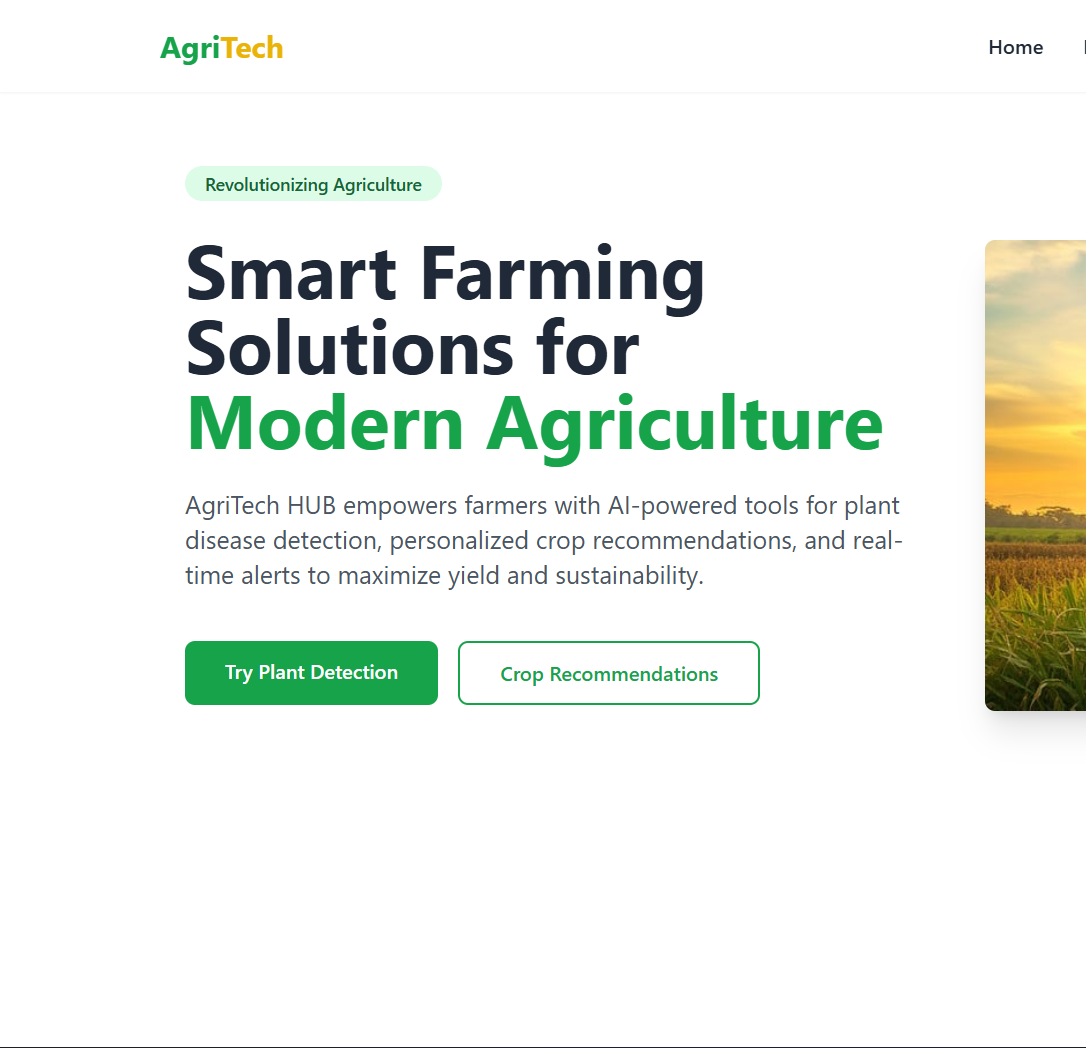 AgriTech
Home
Revolutionizing Agriculture
Smart Farming
Solutions for
Modern Agriculture
AgriTech HUB empowers farmers with AI-powered tools for plant
disease detection, personalized crop recommendations, and real-
time alerts to maximize yield and sustainability.
Try Plant Detection
Crop Recommendations